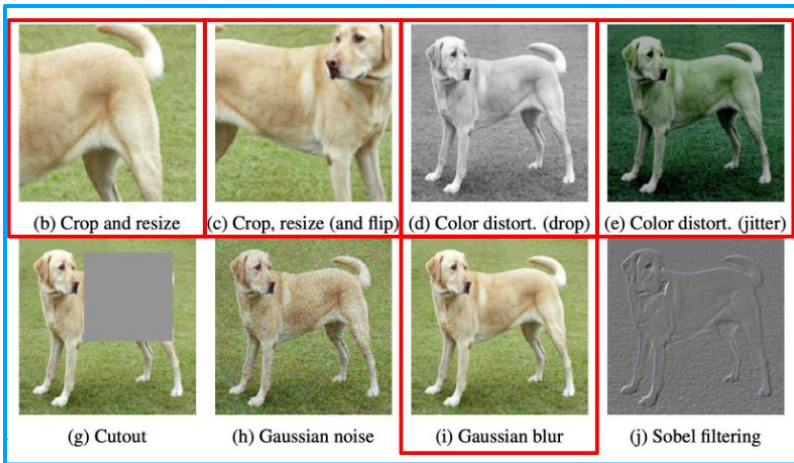 (b) Crop and resize
(c) Crop, resize (and flip)
(d) Color distort. (drop)
(e) Color distort. (jitter)
(g) Cutout
(h) Gaussian noise
(i) Gaussian blur
(j) Sobel filtering